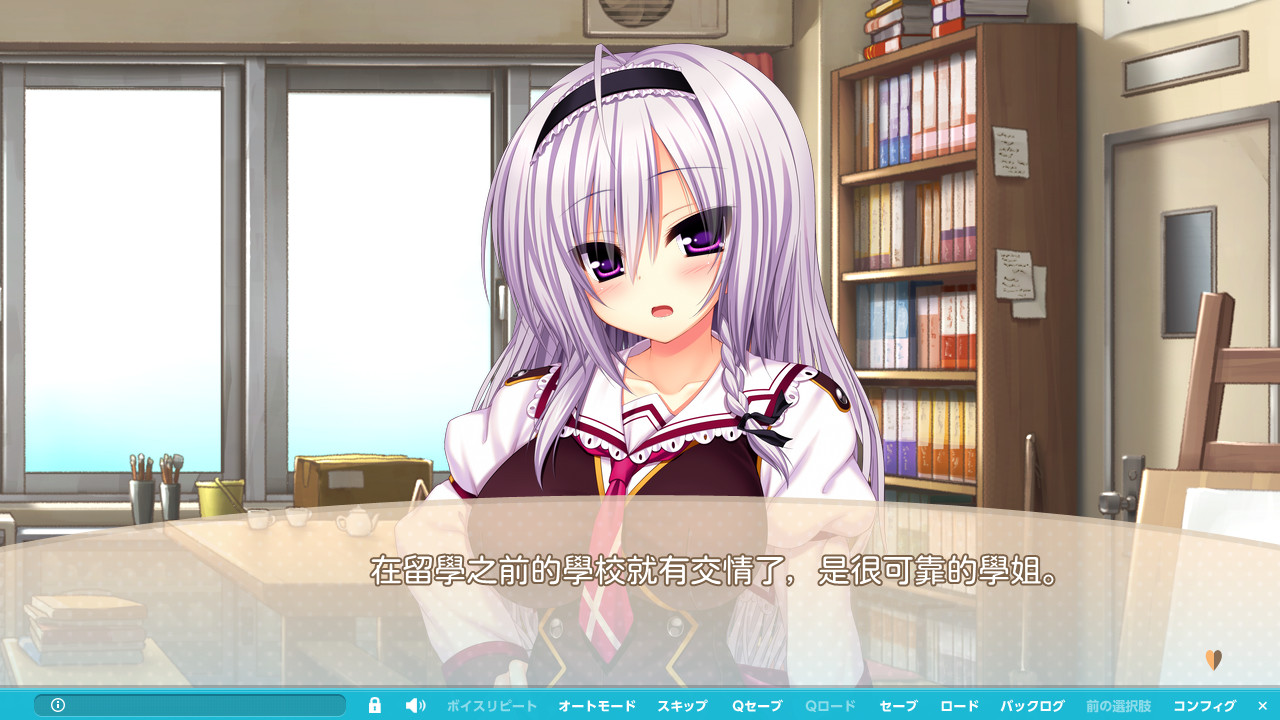 在留學之前的學校就有交情了，是很可靠的學姐。
ボイスリピート オートモード スキップ Qセーブ Qロード セーブ ロード バックログ 前の選択肢 コンフィグ ×